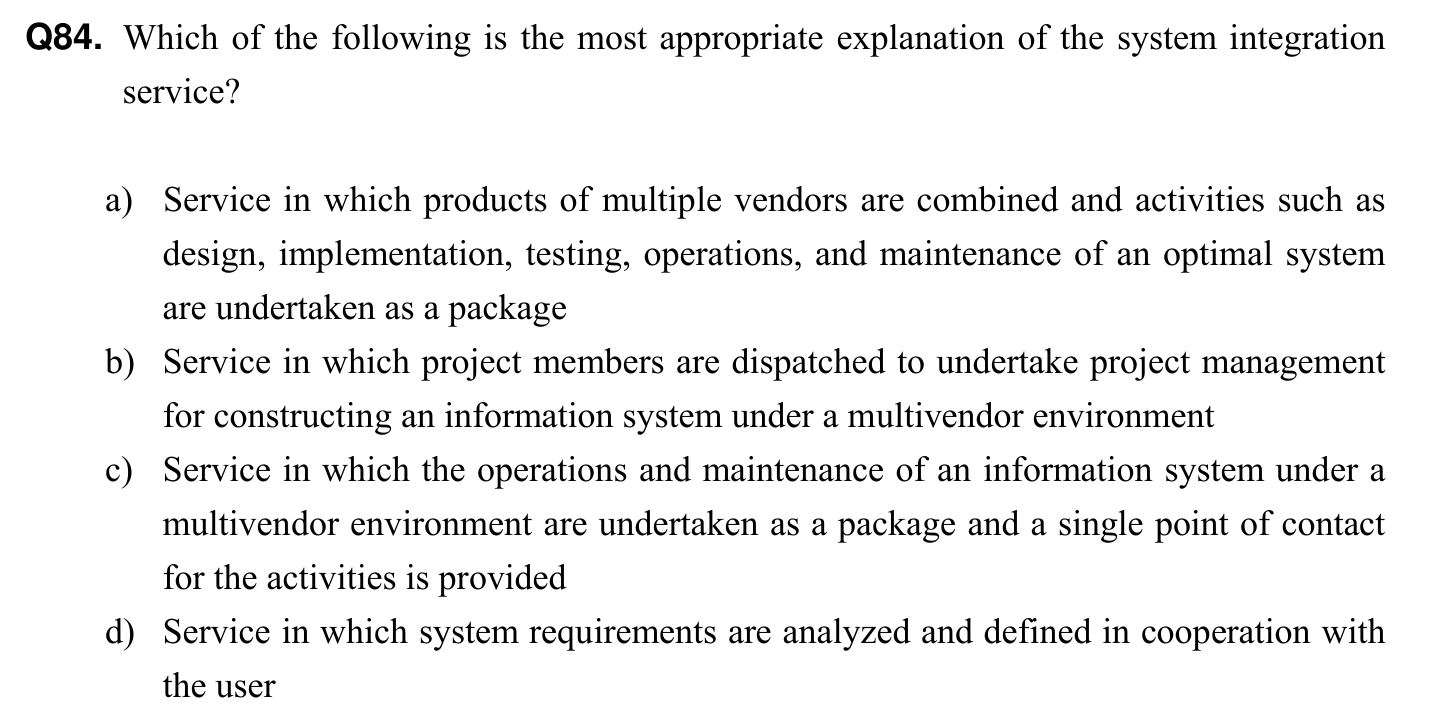 Q84. Which of the following is the most appropriate explanation of the system integration
service?
a) Service in which products of multiple vendors are combined and activities such as
design, implementation, testing, operations, and maintenance of an optimal system
are undertaken as a package
b) Service in which project members are dispatched to undertake project management
for constructing an information system under a multivendor environment
c) Service in which the operations and maintenance of an information system under a
multivendor environment are undertaken as a package and a single point of contact
for the activities is provided
d) Service in which system requirements are analyzed and defined in cooperation with
the user